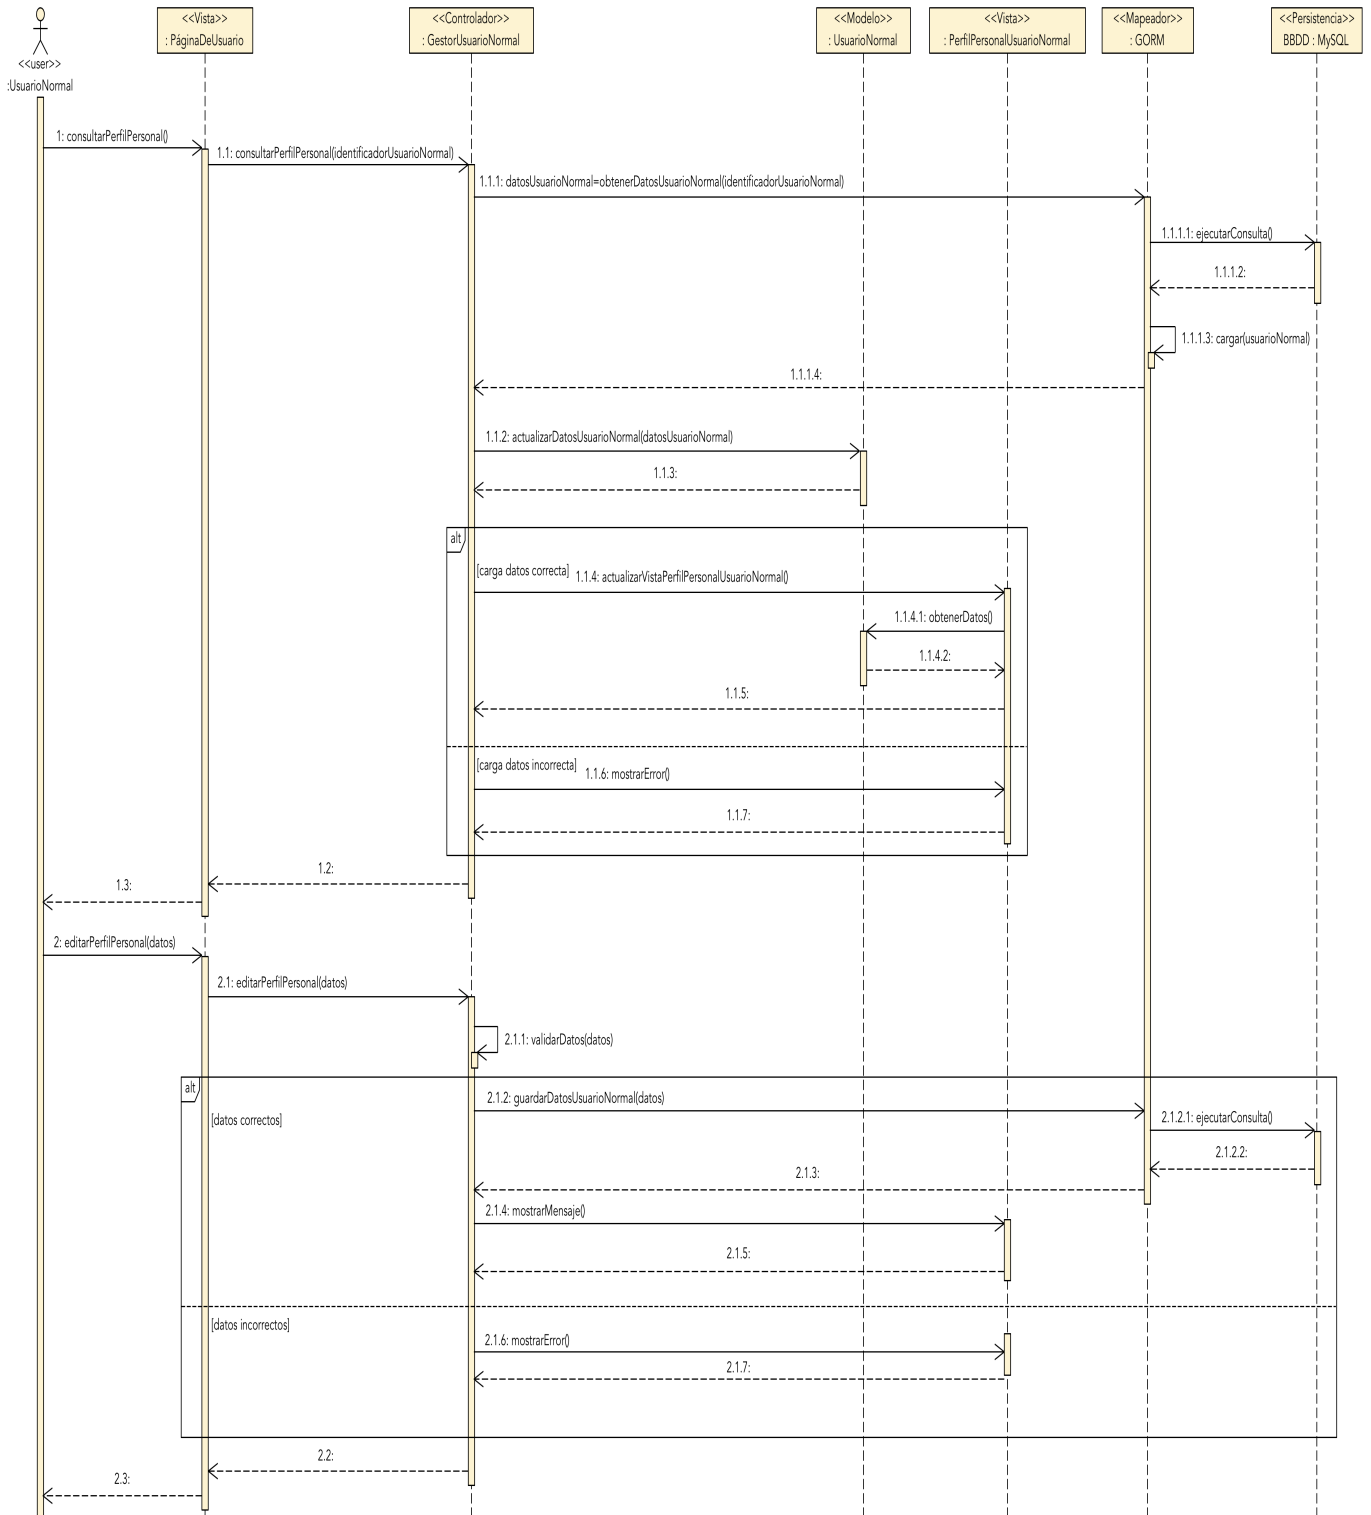 <<Vista>>
: PáginaDeUsuario
<<Controlador>>
: GestorUsuarioNormal
<<Modelo>>
: UsuarioNormal
<<Vista>>
: PerfilPersonalUsuarioNormal
<<Mapeador>>
: GORM
<<Persistencia>>
BBDD : MySQL
<<user>>
:UsuarioNormal
1: consultarPerfilPersonal()
1.1: consultarPerfilPersonal(identificadorUsuarioNormal)
1.1.1: datosUsuarioNormal=obtenerDatosUsuarioNormal(identificadorUsuarioNormal)
1.1.1.1: ejecutarConsulta()
1.1.1.2:
1.1.1.3: cargar(usuarioNormal)
1.1.1.4:
1.1.2: actualizarDatosUsuarioNormal(datosUsuarioNormal)
1.1.3:
alt
[carga datos correcta]
1.1.4: actualizarVistaPerfilPersonalUsuarioNormal()
1.1.4.1: obtenerDatos()
1.1.4.2:
1.1.5:
[carga datos incorrecta]
1.1.6: mostrarError()
1.1.7:
1.2:
1.3:
2: editarPerfilPersonal(datos)
2.1: editarPerfilPersonal(datos)
2.1.1: validarDatos(datos)
alt
2.1.2: guardarDatosUsuarioNormal(datos)
[datos correctos]
2.1.2.1: ejecutarConsulta()
2.1.2.2:
2.1.3:
2.1.4: mostrarMensaje()
2.1.5:
[datos incorrectos]
2.1.6: mostrarError()
2.1.7:
2.2:
2.3: